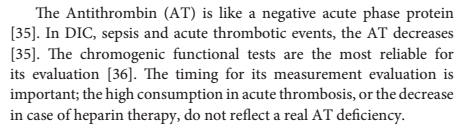 The Antithrombin (AT) is like a negative acute phase protein
[35]. In DIC, sepsis and acute thrombotic events, the AT decreases
[35]. The chromogenic functional tests are the most reliable for
its evaluation [36]. The timing for its measurement evaluation is
important; the high consumption in acute thrombosis, or the decrease
in case of heparin therapy, do not reflect a real AT deficiency.